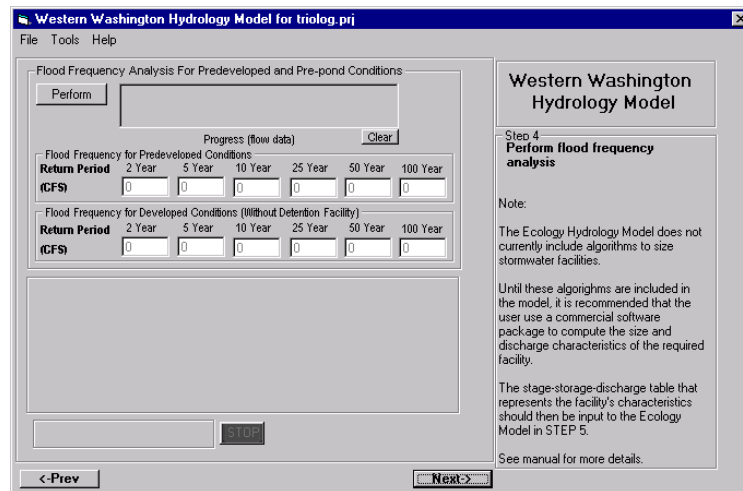 Western Washington Hydrology Model for triolog.prj
File Tools Help
Flood Frequency Analysis For Predeveloped and Pre-pond Conditions
Perform
Progress (flow data)
Clear
Flood Frequency for Predeveloped Conditions
Return Period 2 Year 5 Year 10 Year 25 Year 50 Year 100 Year
(CFS) 0 0 0 0 0 0
Flood Frequency for Developed Conditions (Without Detention Facility)
Return Period 2 Year 5 Year 10 Year 25 Year 50 Year 100 Year
(CFS) 0 0 0 0 0 0
STOP
<-Prev
Next->
Western Washington
Hydrology Model
Step 4
Perform flood frequency
analysis
Note:
The Ecology Hydrology Model does not
currently include algorithms to size
stormwater facilities.
Until these algorighms are included in
the model, it is recommended that the
user use a commercial software
package to compute the size and
discharge characteristics of the required
facility.
The stage-storage-discharge table that
represents the facility's characteristics
should then be input to the Ecology
Model in STEP 5.
See manual for more details.